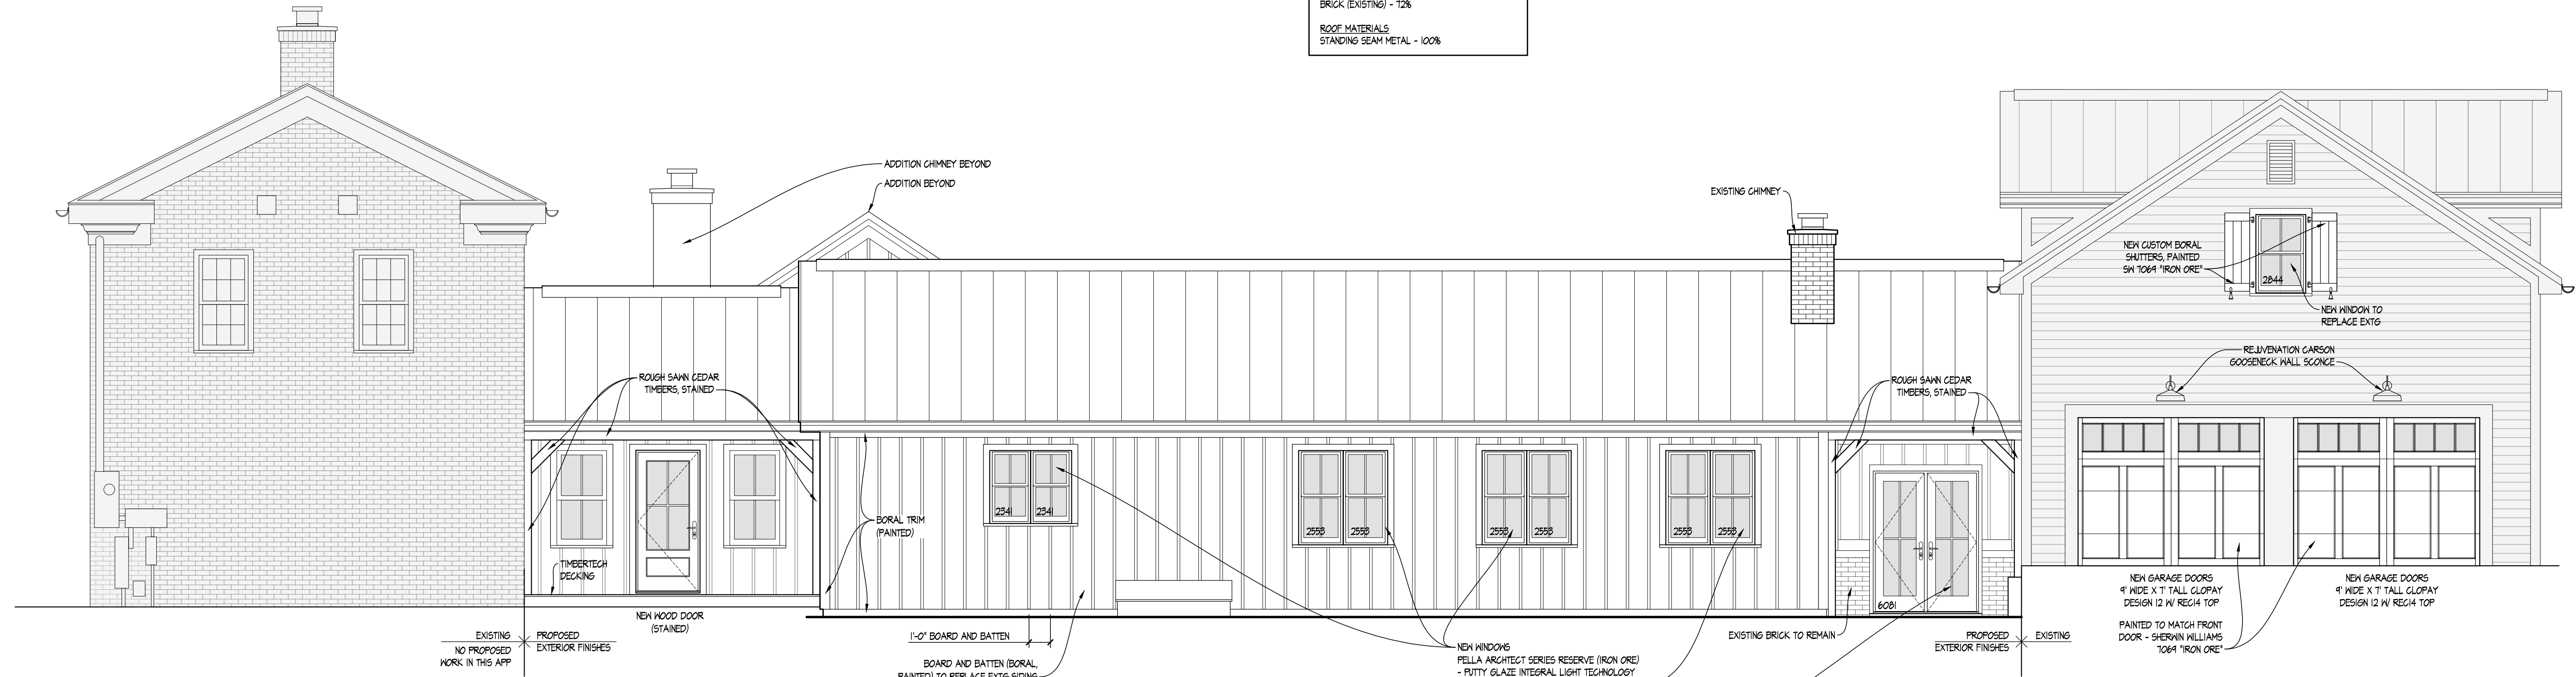 BRICK (EXISTING) - 72%
ROOF MATERIALS
STANDING SEAM METAL - 100%
ADDITION CHIMNEY BEYOND
ADDITION BEYOND
EXISTING CHIMNEY
NEW CUSTOM BORAL
SHUTTERS, PAINTED
SW 7069 "IRON ORE"
2844
NEW WINDOW TO
REPLACE EXTG
REJUVENATION CARSON
GOOSENECK WALL SCONCE
ROUGH SAWN CEDAR
TIMBERS, STAINED
ROUGH SAWN CEDAR
TIMBERS, STAINED
2341
2341
2553
2553
2553
2553
2553
2553
BORAL TRIM
(PAINTED)
TIMBERTECH
DECKING
6081
NEW WOOD DOOR
(STAINED)
NEW GARAGE DOORS
9' WIDE X 7' TALL CLOPAY
DESIGN 12 W/ REC14 TOP
NEW GARAGE DOORS
9' WIDE X 7' TALL CLOPAY
DESIGN 12 W/ REC14 TOP
PAINTED TO MATCH FRONT
DOOR - SHERWIN WILLIAMS
7069 "IRON ORE"
EXISTING
NO PROPOSED
WORK IN THIS APP
PROPOSED
EXTERIOR FINISHES
1'-0" BOARD AND BATTEN
BOARD AND BATTEN (BORAL,
PAINTED) TO REPLACE EXTG SIDING
NEW WINDOWS
PELLA ARCHITECT SERIES RESERVE (IRON ORE)
- PUTTY GLAZE INTEGRAL LIGHT TECHNOLOGY
EXISTING BRICK TO REMAIN
PROPOSED
EXTERIOR FINISHES
EXISTING